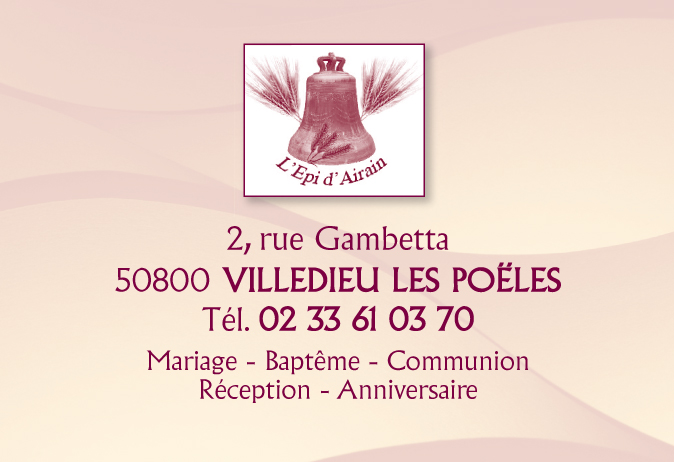 L'Epi d'Airain
2, rue Gambetta
50800 VILLEDIEU LES POËLES
Tél. 02 33 61 03 70
Mariage - Baptême - Communion
Réception - Anniversaire